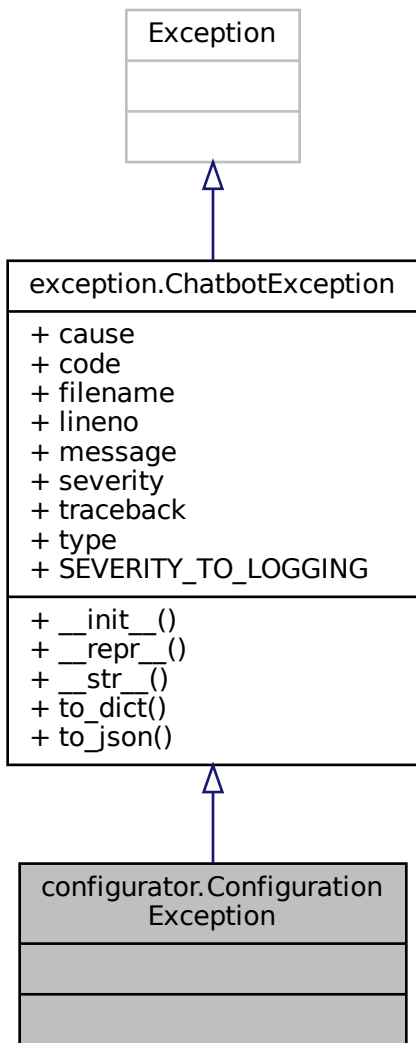 Exception
exception.ChatbotException
+ cause
+ code
+ filename
+ lineno
+ message
+ severity
+ traceback
+ type
+ SEVERITY_TO_LOGGING
+ __init__()
+ __repr__()
+ __str__()
+ to_dict()
+ to_json()
configurator.Configuration
Exception